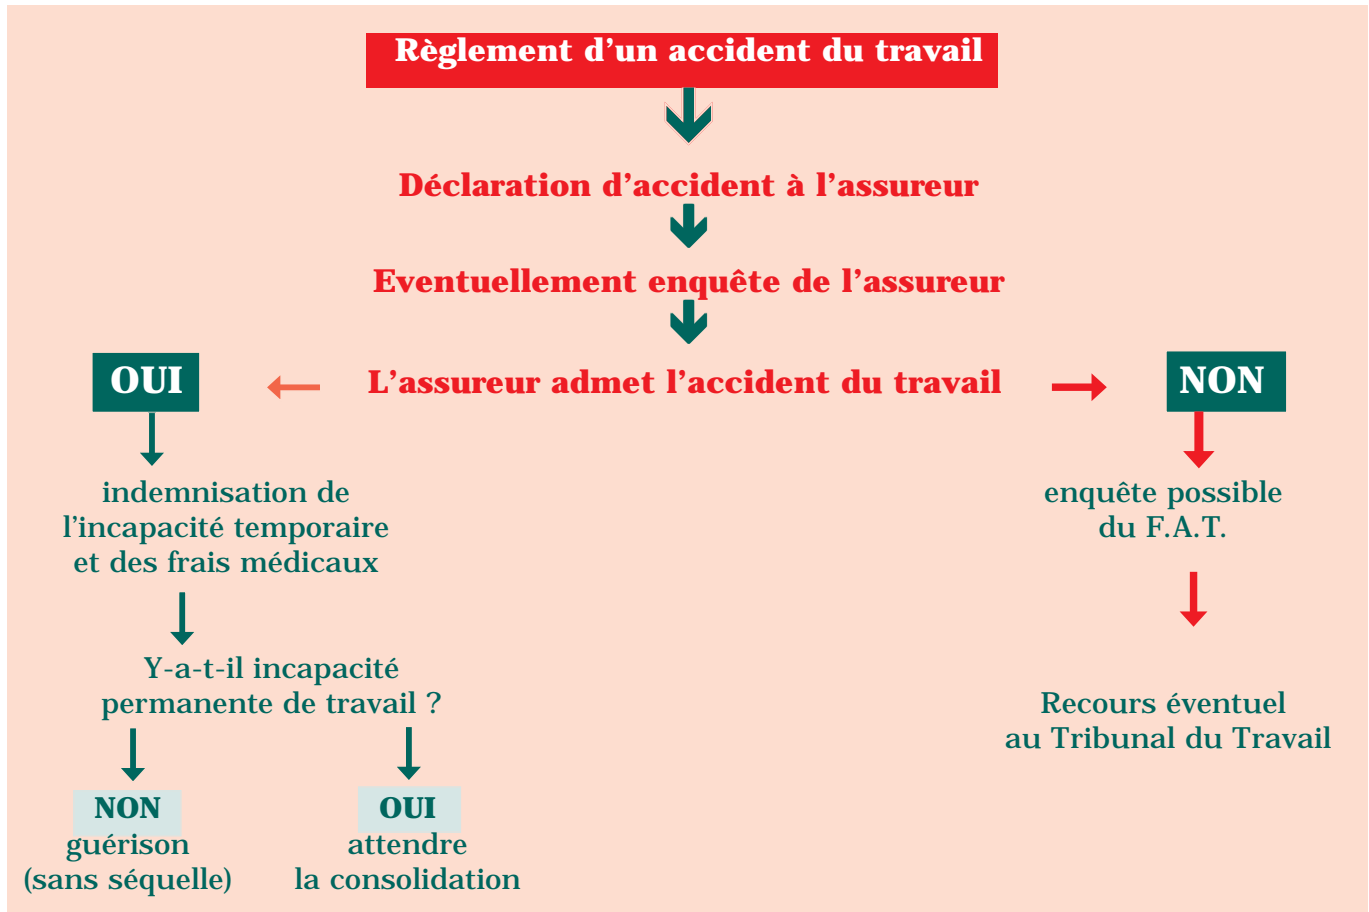 Règlement d'un accident du travail
Déclaration d'accident à l'assureur
Eventuellement enquête de l'assureur
OUI
L'assureur admet l'accident du travail
NON
indemnisation de
l'incapacité temporaire
et des frais médicaux
enquête possible
du F.A.T.
Y-a-t-il incapacité
permanente de travail ?
Recours éventuel
au Tribunal du Travail
NON
guérison
(sans séquelle)
OUI
attendre
la consolidation